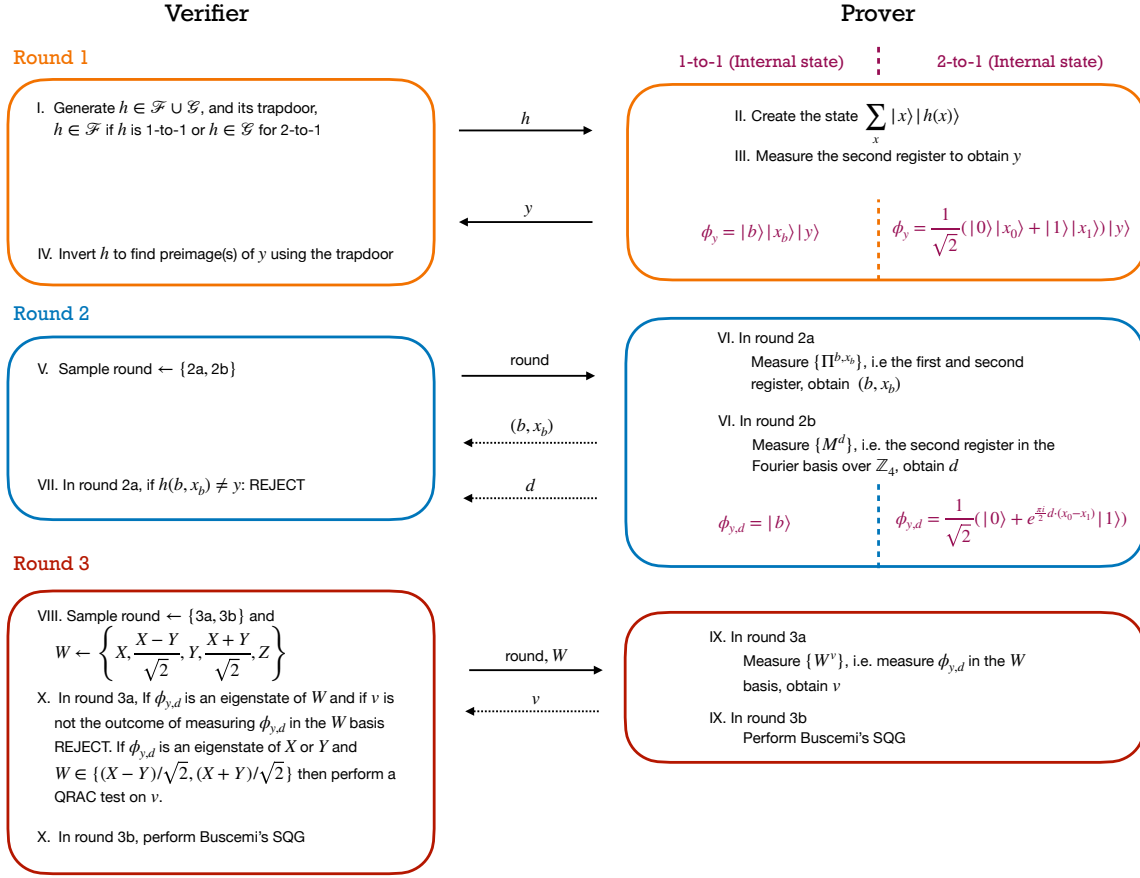 Verifier
Prover
Round 1
1-to-1 (Internal state)
2-to-1 (Internal state)
I. Generate h ∈ ℱ ∪ 𝒢, and its trapdoor,
h ∈ ℱ if h is 1-to-1 or h ∈ 𝒢 for 2-to-1
h
II. Create the state ∑_x |x⟩|h(x)⟩
III. Measure the second register to obtain y
y
ϕ_y = |b⟩|x_b⟩|y⟩
ϕ_y = 1/√2 (|0⟩|x_0⟩ + |1⟩|x_1⟩)|y⟩
IV. Invert h to find preimage(s) of y using the trapdoor
Round 2
V. Sample round ← {2a, 2b}
round
VI. In round 2a
Measure {Π^{b,x_b}}, i.e the first and second
register, obtain (b, x_b)
(b, x_b)
VI. In round 2b
Measure {M^d}, i.e. the second register in the
Fourier basis over ℤ_4, obtain d
VII. In round 2a, if h(b, x_b) ≠ y: REJECT
d
ϕ_{y,d} = |b⟩
ϕ_{y,d} = 1/√2 (|0⟩ + e^{πi/2 d·(x_0−x_1)}|1⟩)
Round 3
VIII. Sample round ← {3a, 3b} and
W ← {X, (X − Y)/√2, Y, (X + Y)/√2, Z}
round, W
IX. In round 3a
Measure {W^v}, i.e. measure ϕ_{y,d} in the W
basis, obtain v
X. In round 3a, If ϕ_{y,d} is an eigenstate of W and if v is
not the outcome of measuring ϕ_{y,d} in the W basis
REJECT. If ϕ_{y,d} is an eigenstate of X or Y and
W ∈ {(X − Y)/√2, (X + Y)/√2} then perform a
QRAC test on v.
v
IX. In round 3b
Perform Buscemi's SQG
X. In round 3b, perform Buscemi's SQG